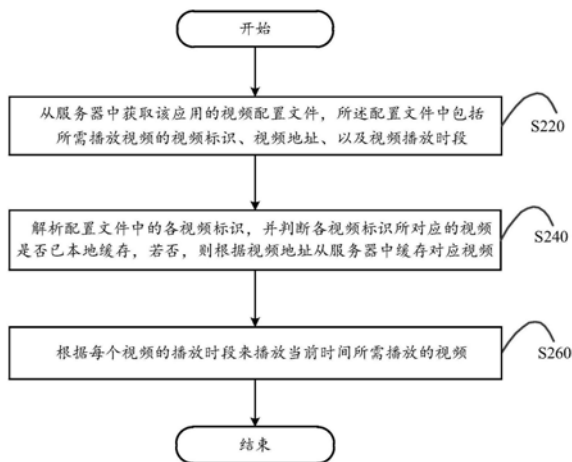 开始
从服务器中获取该应用的视频配置文件，所述配置文件中包括
所需播放视频的视频标识、视频地址、以及视频播放时段
S220
解析配置文件中的各视频标识，并判断各视频标识所对应的视频
是否已本地缓存，若否，则根据视频地址从服务器中缓存对应视频
S240
根据每个视频的播放时段来播放当前时间所需播放的视频
S260
结束